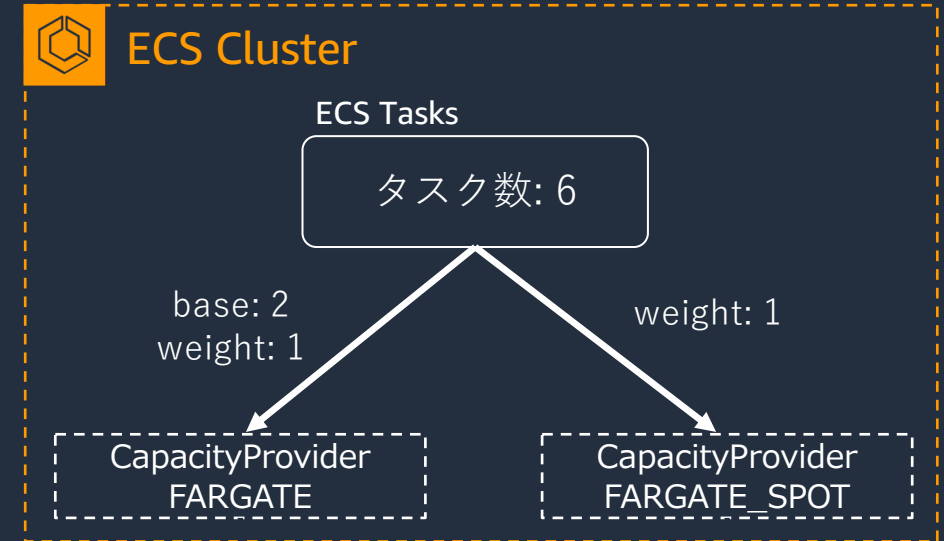 ECS Cluster
ECS Tasks
タスク数: 6
base: 2
weight: 1
weight: 1
CapacityProvider
FARGATE
CapacityProvider
FARGATE_SPOT